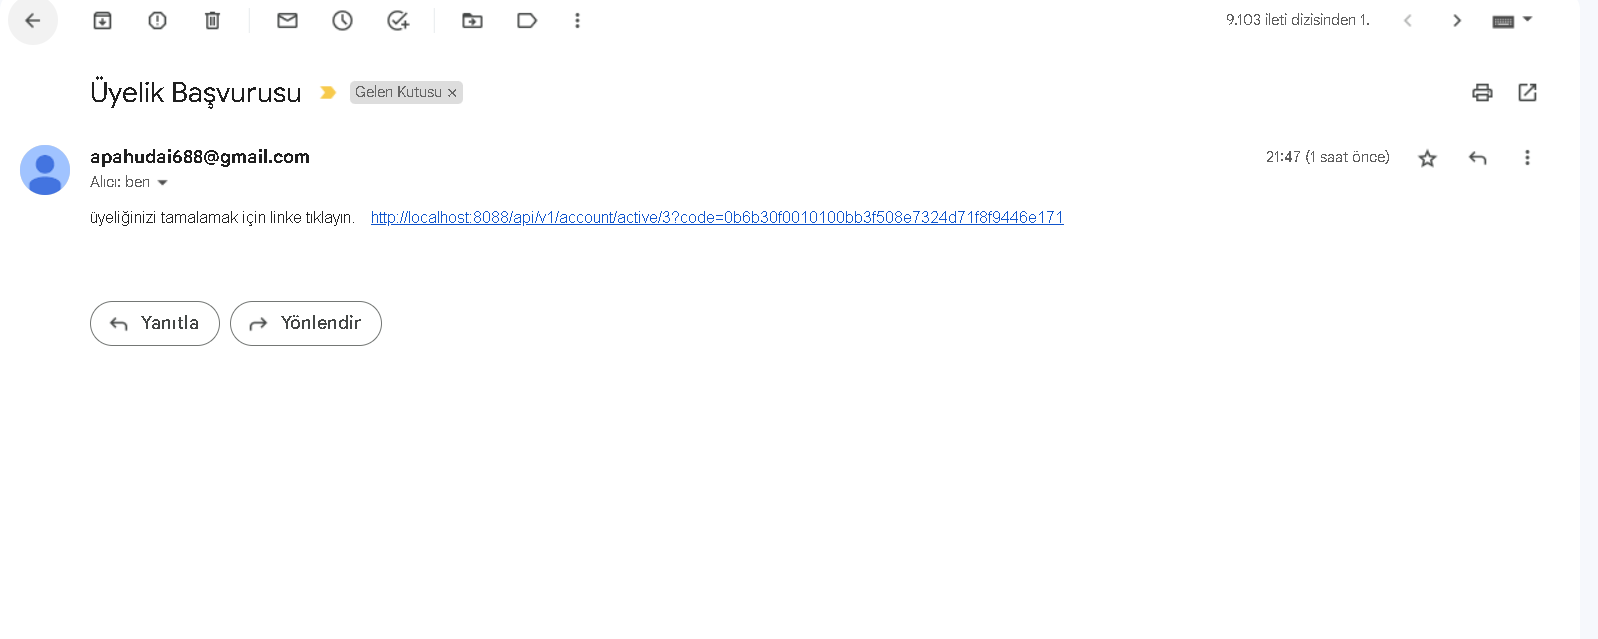 9.103 ileti dizisinden 1.
Üyelik Başvurusu Gelen Kutusu ×
apahudai688@gmail.com 21:47 (1 saat önce)
Alıcı: ben
üyeliğinizi tamalamak için linke tıklayın. http://localhost:8088/api/v1/account/active/3?code=0b6b30f0010100bb3f508e7324d71f8f9446e171
Yanıtla Yönlendir